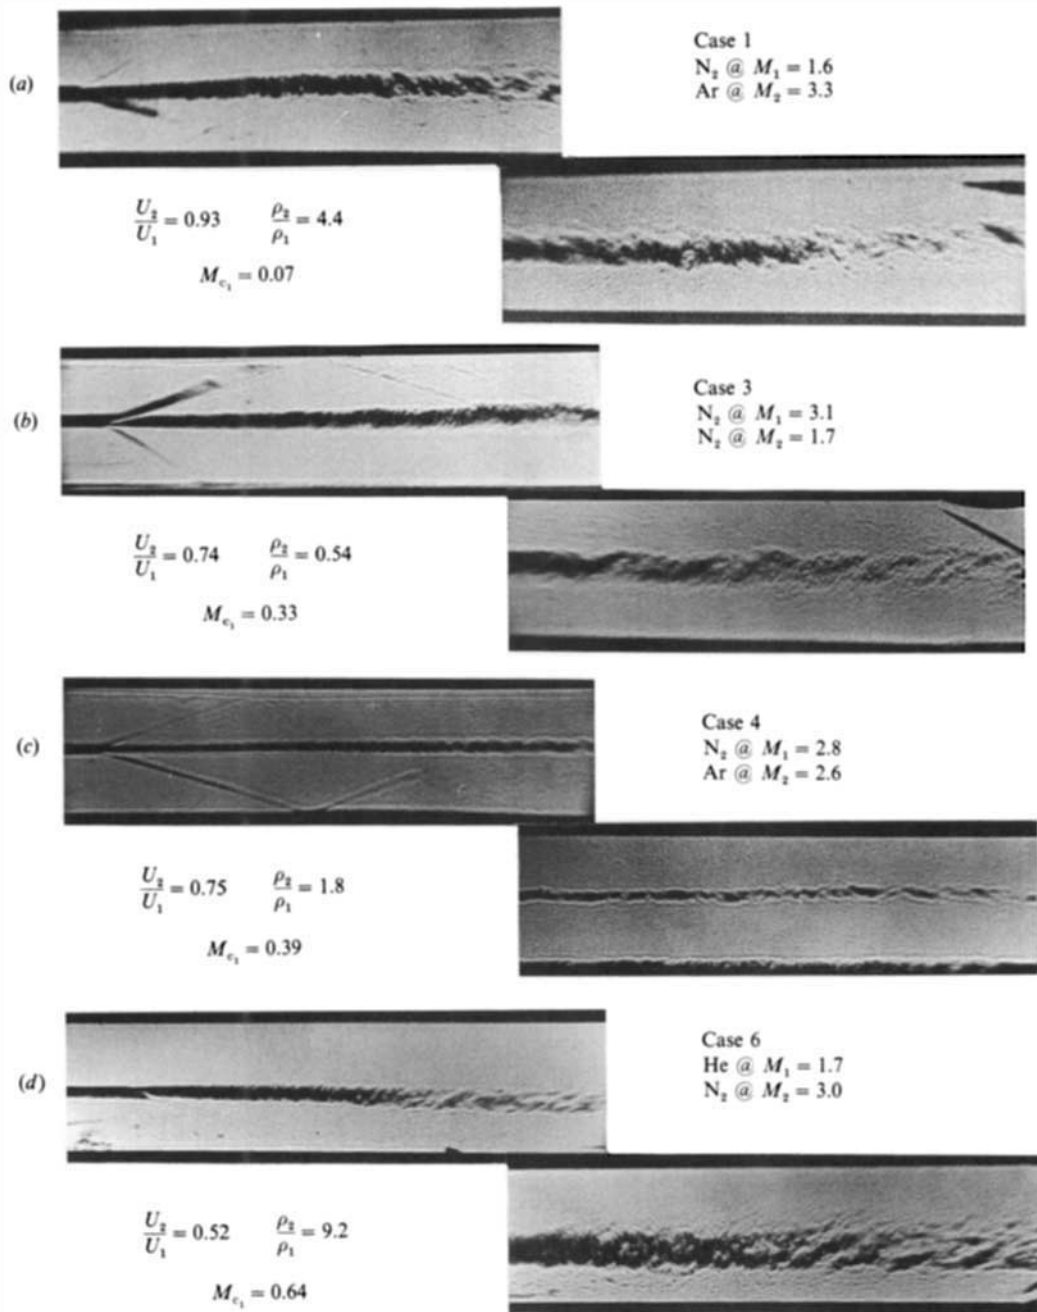 (a)
Case 1
N₂ @ M₁ = 1.6
Ar @ M₂ = 3.3
U₂/U₁ = 0.93 ρ₂/ρ₁ = 4.4
M_c₁ = 0.07
(b)
Case 3
N₂ @ M₁ = 3.1
N₂ @ M₂ = 1.7
U₂/U₁ = 0.74 ρ₂/ρ₁ = 0.54
M_c₁ = 0.33
(c)
Case 4
N₂ @ M₁ = 2.8
Ar @ M₂ = 2.6
U₂/U₁ = 0.75 ρ₂/ρ₁ = 1.8
M_c₁ = 0.39
(d)
Case 6
He @ M₁ = 1.7
N₂ @ M₂ = 3.0
U₂/U₁ = 0.52 ρ₂/ρ₁ = 9.2
M_c₁ = 0.64